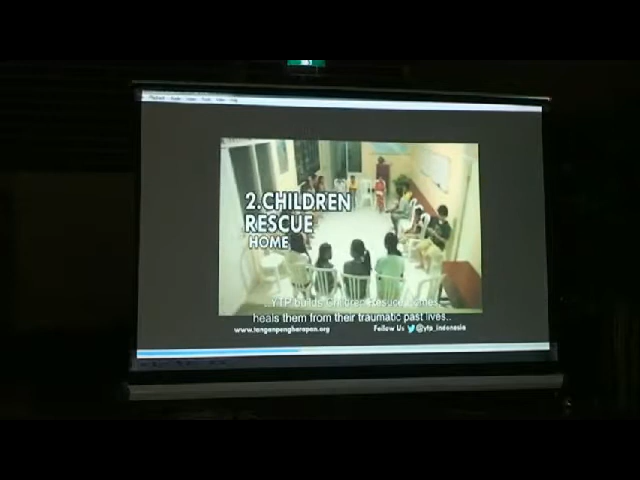 2.CHILDREN
RESCUE
HOME
..YTP builds Children Resuce Homes
heals them from their traumatic past lives..
www.tanganpengharapan.org
Follow Us @ytp_indonesia